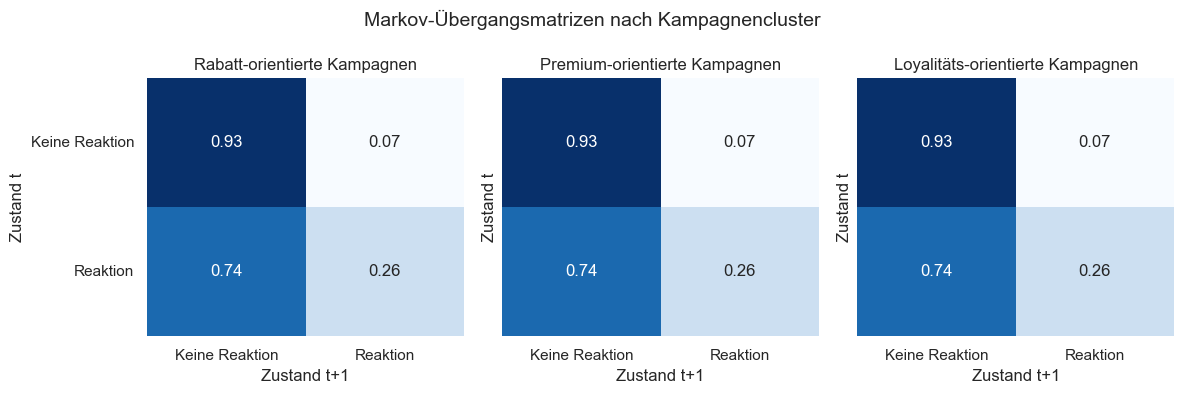 Markov-Übergangsmatrizen nach Kampagnencluster
Rabatt-orientierte Kampagnen
Zustand t
Keine Reaktion
0.93
0.07
Reaktion
0.74
0.26
Keine Reaktion
Reaktion
Zustand t+1
Premium-orientierte Kampagnen
Zustand t
0.93
0.07
0.74
0.26
Keine Reaktion
Reaktion
Zustand t+1
Loyalitäts-orientierte Kampagnen
Zustand t
0.93
0.07
0.74
0.26
Keine Reaktion
Reaktion
Zustand t+1